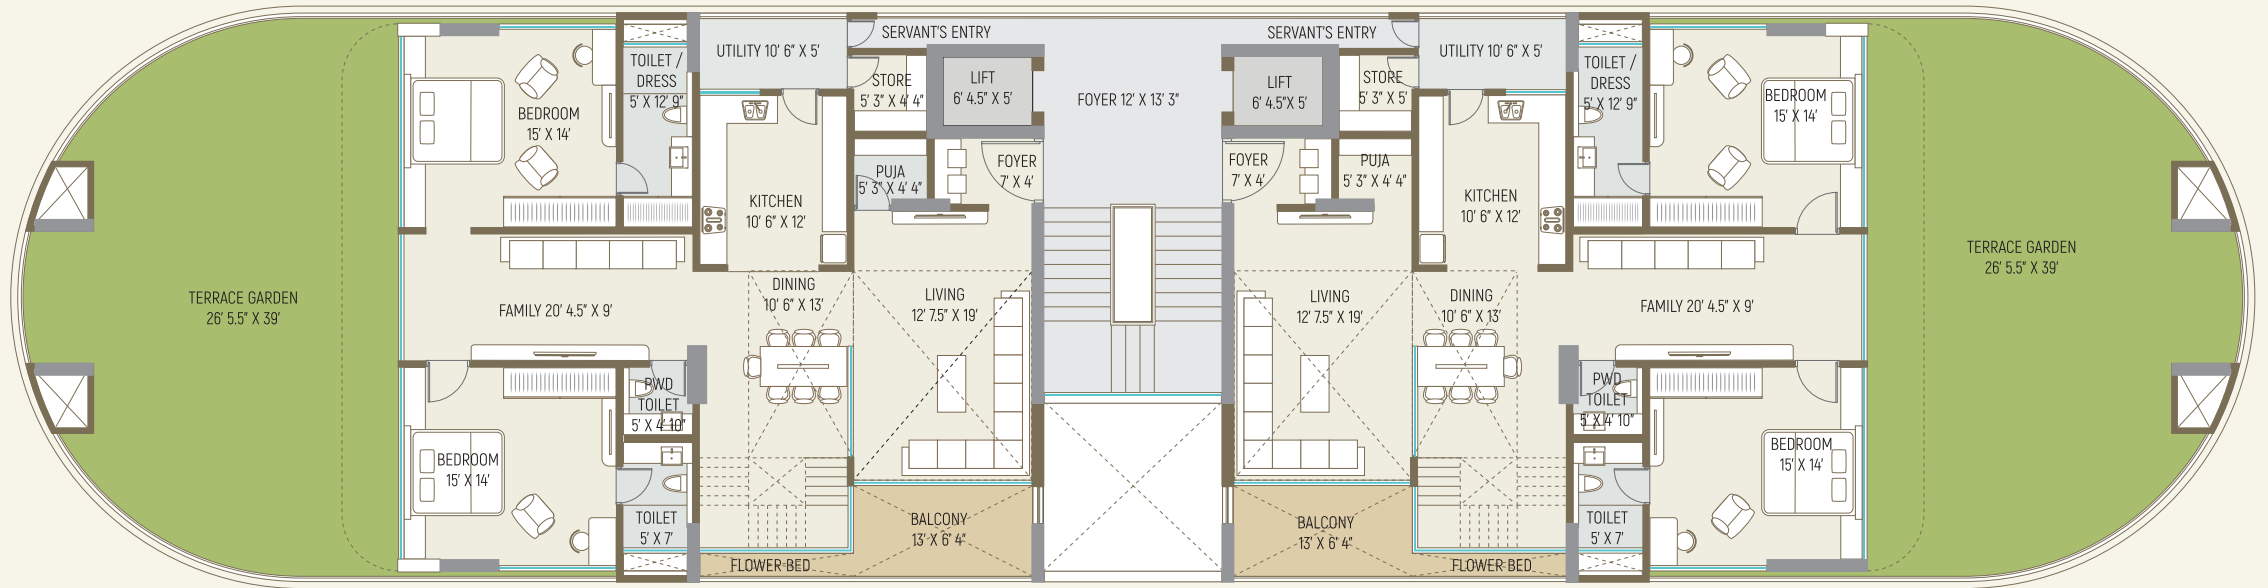 SERVANT'S ENTRY
SERVANT'S ENTRY
UTILITY 10' 6" X 5'
UTILITY 10' 6" X 5'
TOILET /
DRESS
5' X 12' 9"
STORE
5' 3" X 4' 4"
LIFT
6' 4.5" X 5'
FOYER 12' X 13' 3"
LIFT
6' 4.5"X 5'
STORE
5' 3" X 5'
TOILET /
DRESS
5' X 12' 9"
BEDROOM
15' X 14'
BEDROOM
15' X 14'
PUJA
5' 3" X 4' 4"
FOYER
7' X 4'
FOYER
7' X 4'
PUJA
5' 3" X 4' 4"
KITCHEN
10' 6" X 12'
KITCHEN
10' 6" X 12'
TERRACE GARDEN
26' 5.5" X 39'
TERRACE GARDEN
26' 5.5" X 39'
FAMILY 20' 4.5" X 9'
DINING
10' 6" X 13'
LIVING
12' 7.5" X 19'
LIVING
12' 7.5" X 19'
DINING
10' 6" X 13'
FAMILY 20' 4.5" X 9'
PWD
TOILET
5' X 4' 10"
PWD
TOILET
5' X 4' 10"
BEDROOM
15' X 14'
BEDROOM
15' X 14'
TOILET
5' X 7'
BALCONY
13' X 6' 4"
BALCONY
13' X 6' 4"
TOILET
5' X 7'
FLOWER BED
FLOWER BED